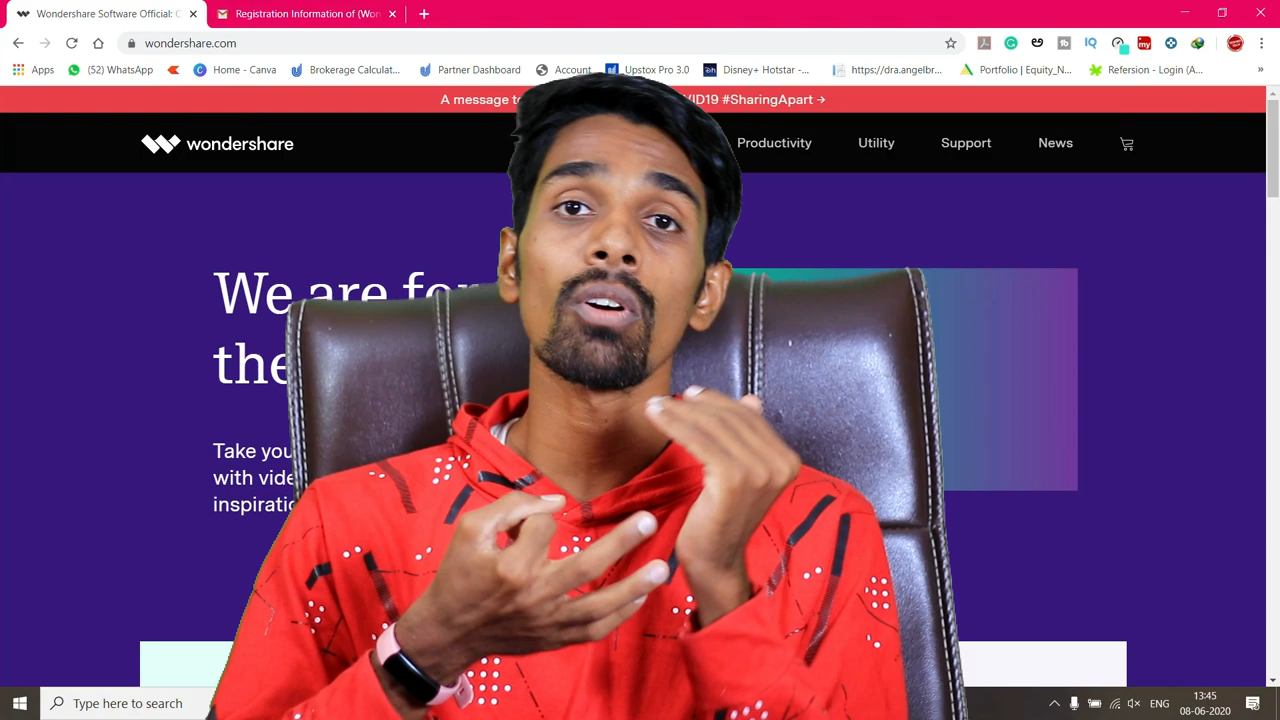 Wondershare Software Official: C
Registration Information of (Won
wondershare.com
Apps
(52) WhatsApp
Home - Canva
Brokerage Calculat...
Partner Dashboard
Account
Upstox Pro 3.0
Disney+ Hotstar -...
https://dra.angelbr...
Portfolio | Equity_N...
Refersion - Login (A...
A message to
VID19 #SharingApart →
wondershare
Productivity
Utility
Support
News
We are for
the
Take you
with vide
inspiratio
Type here to search
ENG
13:45
08-06-2020